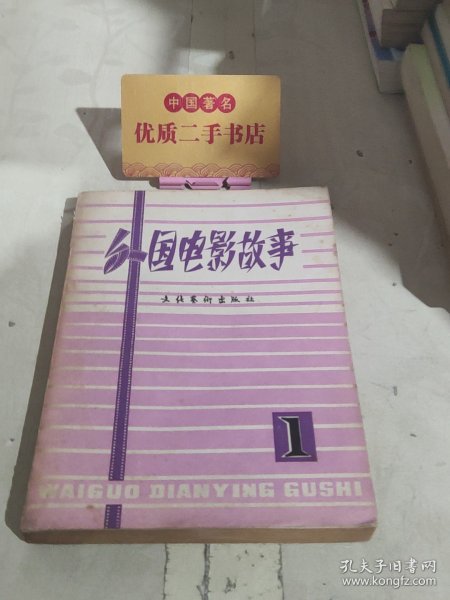 中国著名
优质二手书店
外国电影故事
文化艺术出版社
1
WAIGUO DIANYING GUSHI
孔夫子旧书网
www.kongfz.com